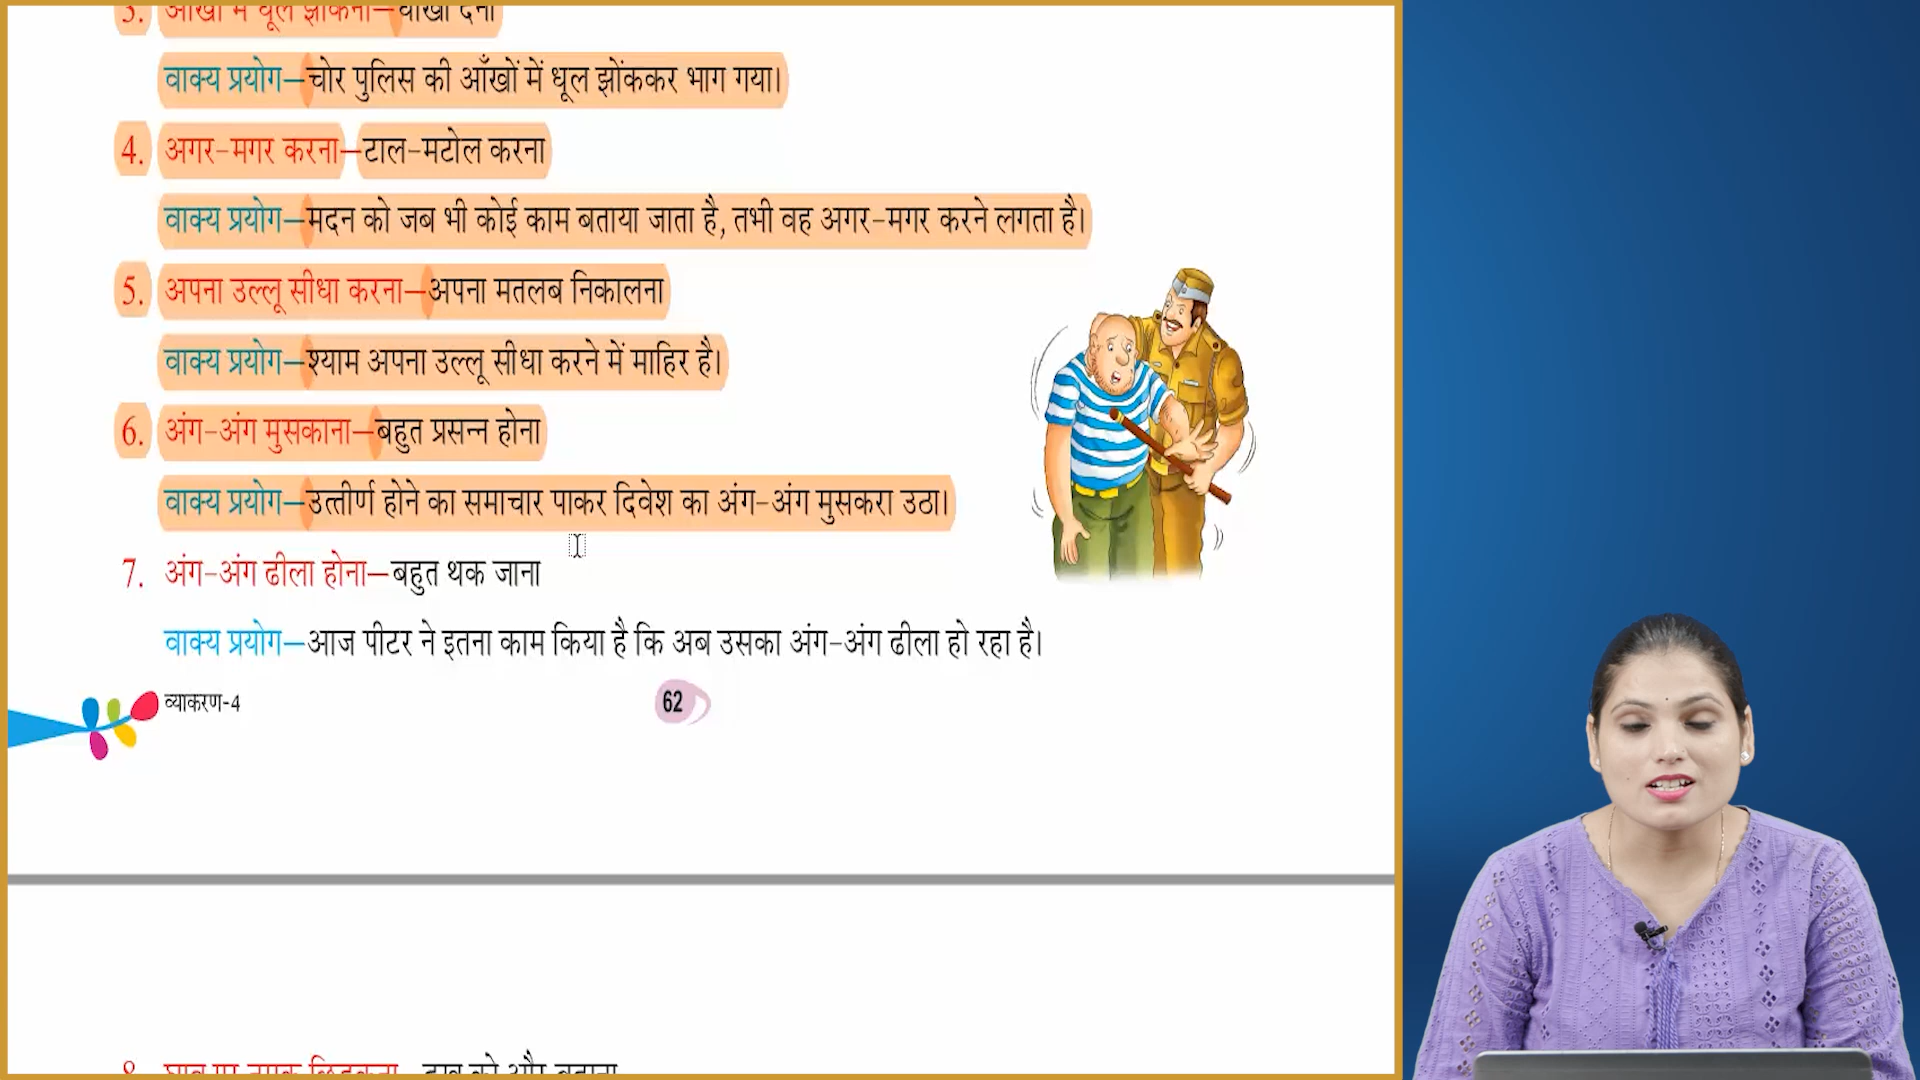 3. आँखों में धूल झोंकना—धोखा देना
वाक्य प्रयोग—चोर पुलिस की आँखों में धूल झोंककर भाग गया।
4. अगर-मगर करना—टाल-मटोल करना
वाक्य प्रयोग—मदन को जब भी कोई काम बताया जाता है, तभी वह अगर-मगर करने लगता है।
5. अपना उल्लू सीधा करना—अपना मतलब निकालना
वाक्य प्रयोग—श्याम अपना उल्लू सीधा करने में माहिर है।
6. अंग-अंग मुसकाना—बहुत प्रसन्न होना
वाक्य प्रयोग—उत्तीर्ण होने का समाचार पाकर दिवेश का अंग-अंग मुसकरा उठा।
7. अंग-अंग ढीला होना—बहुत थक जाना
वाक्य प्रयोग—आज पीटर ने इतना काम किया है कि अब उसका अंग-अंग ढीला हो रहा है।
व्याकरण-4
62